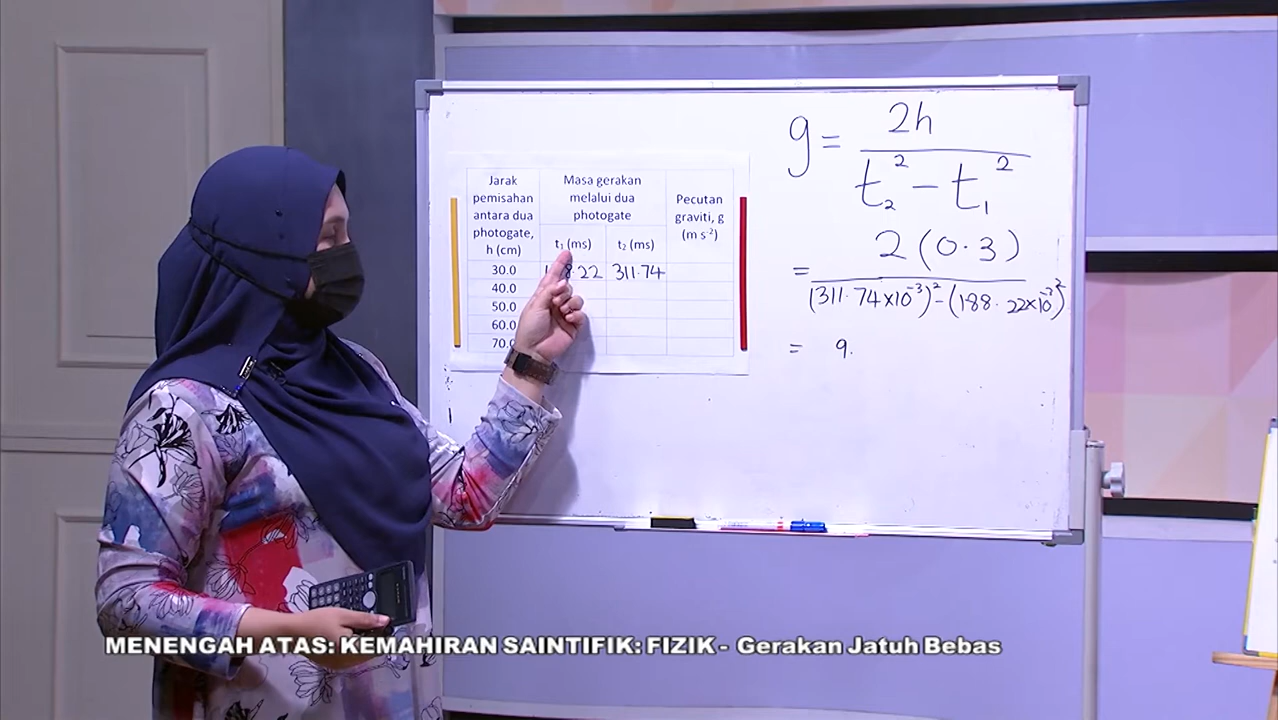 Jarak
pemisahan
antara dua
photogate,
h (cm)
Masa gerakan
melalui dua
photogate
t₁ (ms)
t₂ (ms)
Pecutan
graviti, g
(m s⁻²)
30.0 311.74
40.0
50.0
60.0
70.0
g = 2h
t₂² - t₁²
= 2 (0.3)
(311.74 x 10⁻³)² - (188.22 x 10⁻³)²
= 9.
MENENGAH ATAS: KEMAHIRAN SAINTIFIK: FIZIK - Gerakan Jatuh Bebas